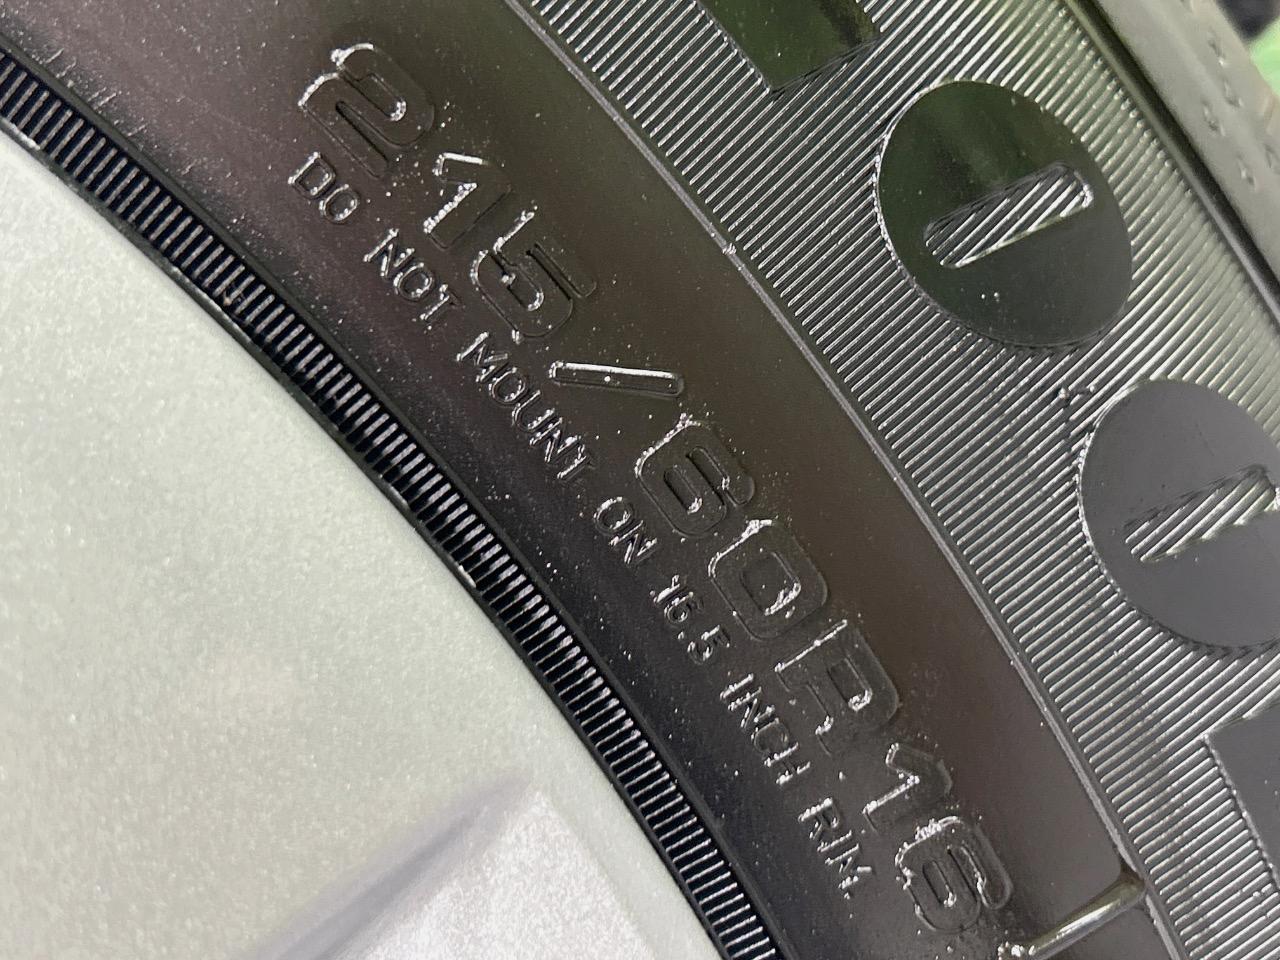 215/60R16
DO NOT MOUNT ON 16.5 INCH RIM